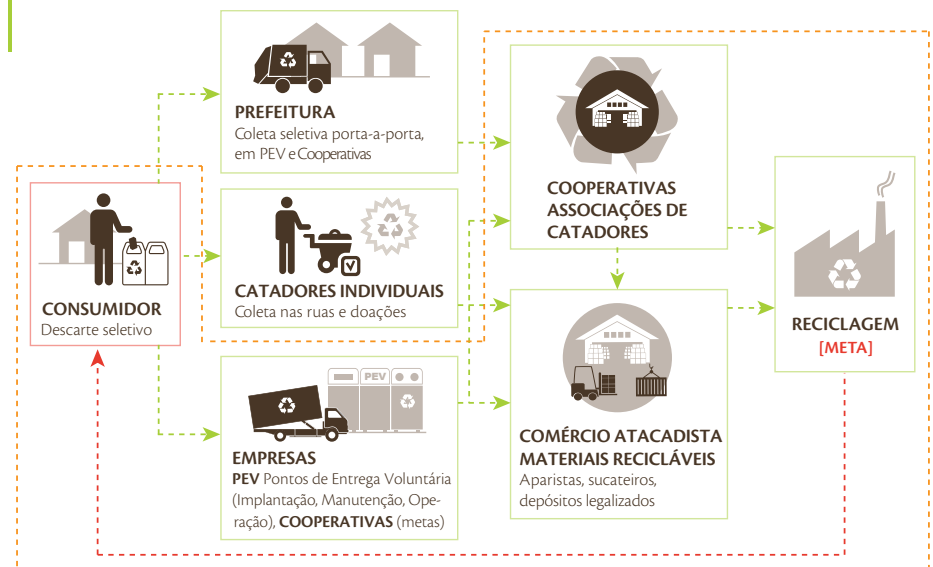 PREFEITURA
Coleta seletiva porta-a-porta,
em PEV e Cooperativas
CONSUMIDOR
Descarte seletivo
CATADORES INDIVIDUAIS
Coleta nas ruas e doações
PEV
EMPRESAS
PEV Pontos de Entrega Voluntária
(Implantação, Manutenção, Ope-
ração), COOPERATIVAS (metas)
COOPERATIVAS
ASSOCIAÇÕES DE
CATADORES
COMÉRCIO ATACADISTA
MATERIAIS RECICLÁVEIS
Aparistas, sucateiros,
depósitos legalizados
RECICLAGEM
[META]